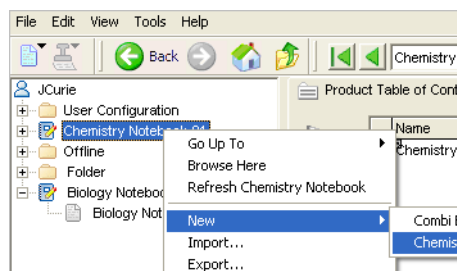 File Edit View Tools Help
Back
Chemistry
JCurie
Product Table of Cont
User Configuration
Chemistry Notebook 01
Name
Chemistry
Offline
Folder
Biology Noteboo
Biology Not
Go Up To
Browse Here
Refresh Chemistry Notebook
New
Import...
Export...
Combi
Chemis